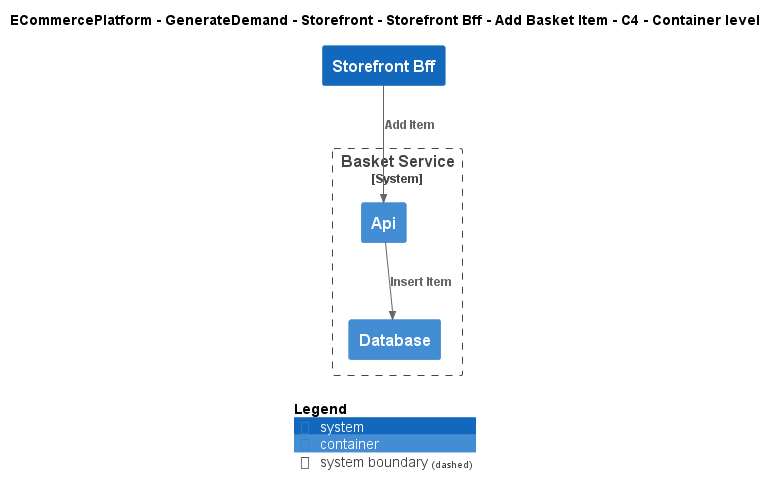 ECommercePlatform - GenerateDemand - Storefront - Storefront Bff - Add Basket Item - C4 - Container level
Storefront Bff
Add Item
Basket Service
[System]
Api
Insert Item
Database
Legend
system
container
system boundary (dashed)